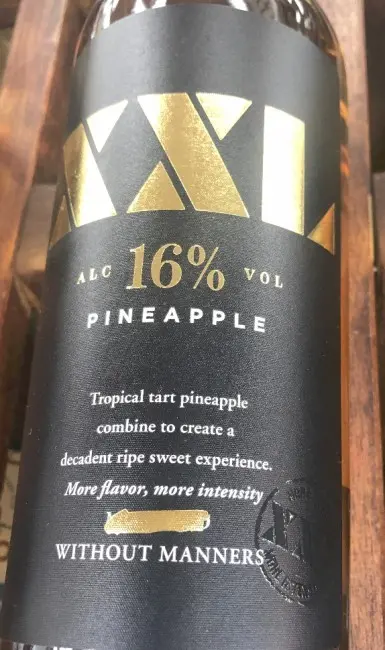 XXL
ALC 16% VOL
PINEAPPLE
Tropical tart pineapple
combine to create a
decadent ripe sweet experience.
More flavor, more intensity
WITHOUT MANNERS